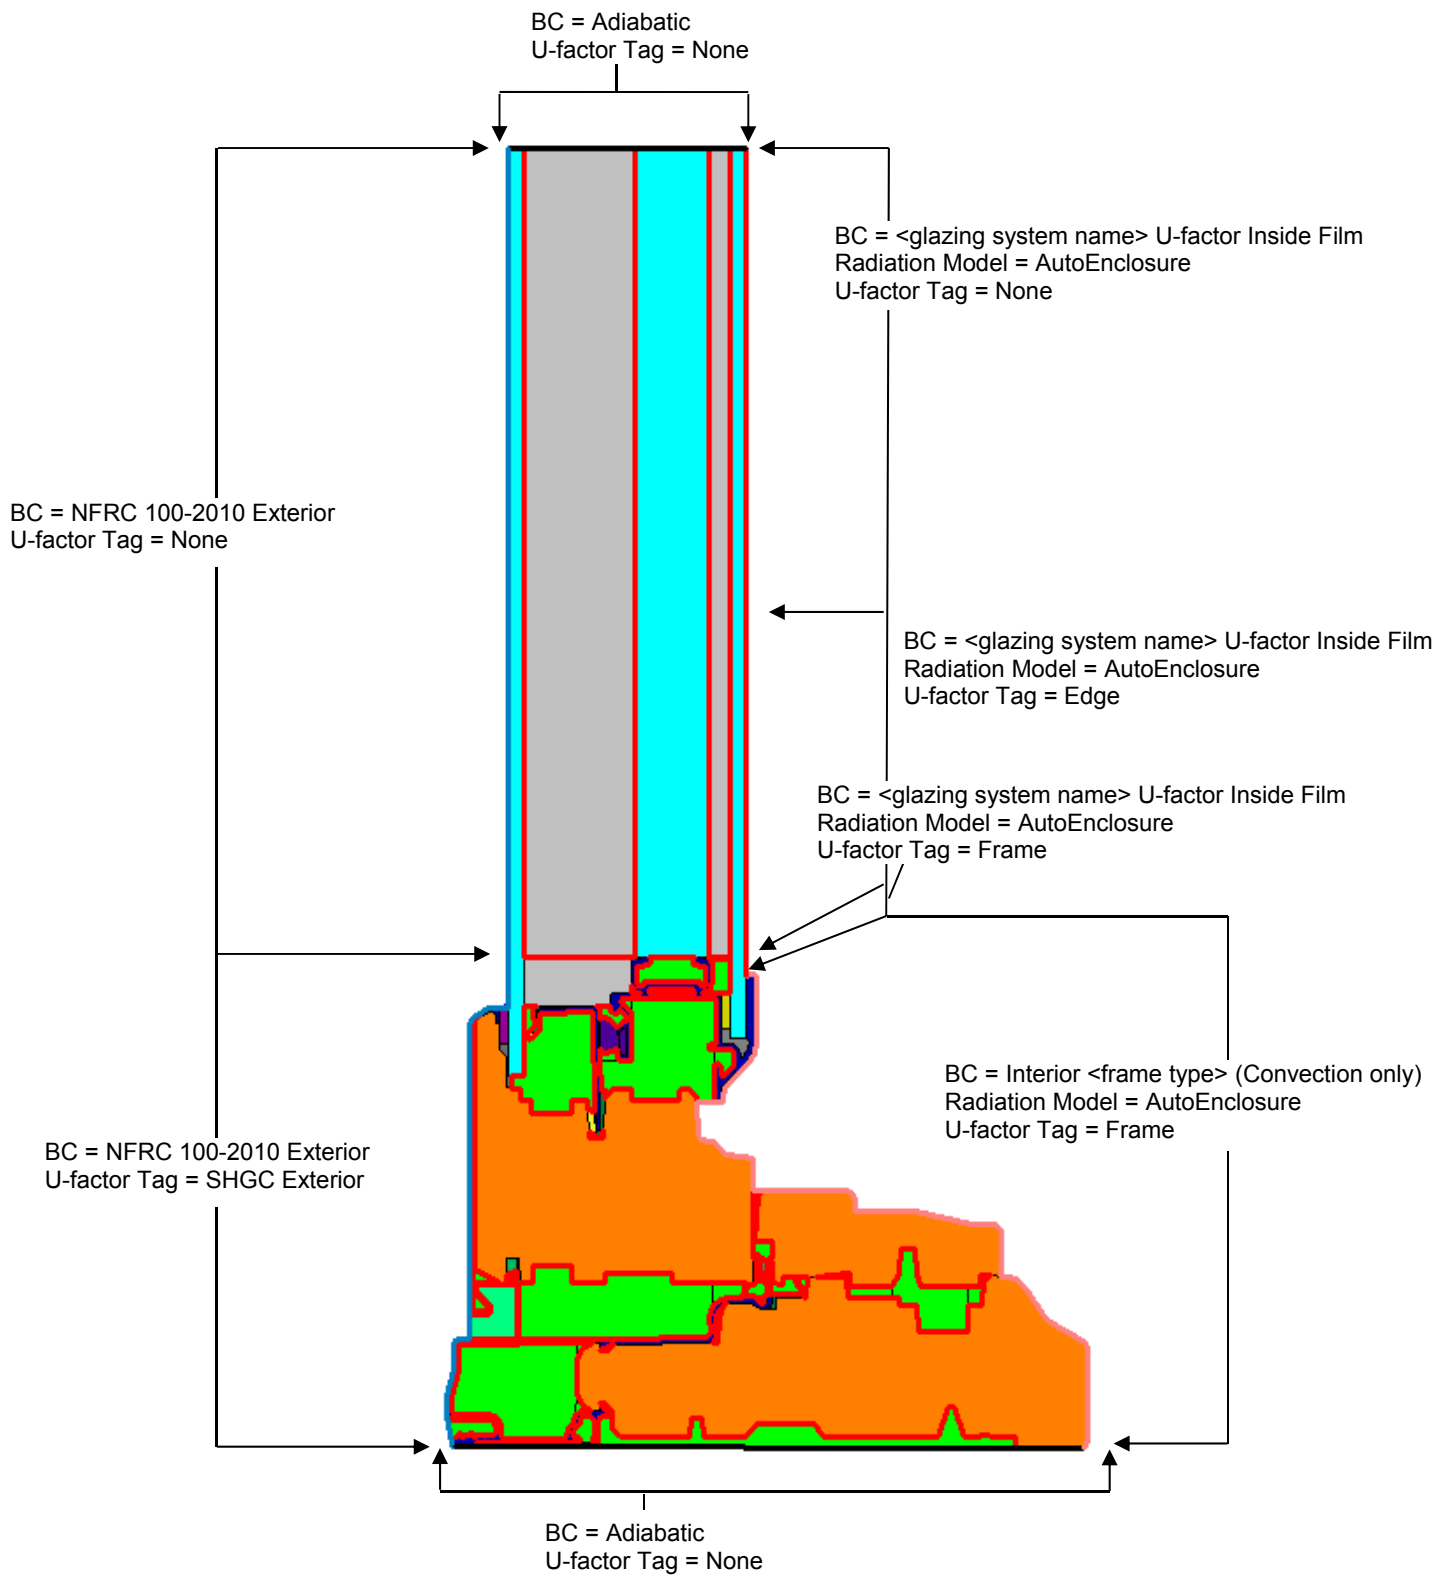 BC = Adiabatic
U-factor Tag = None
BC = <glazing system name> U-factor Inside Film
Radiation Model = AutoEnclosure
U-factor Tag = None
BC = NFRC 100-2010 Exterior
U-factor Tag = None
BC = <glazing system name> U-factor Inside Film
Radiation Model = AutoEnclosure
U-factor Tag = Edge
BC = <glazing system name> U-factor Inside Film
Radiation Model = AutoEnclosure
U-factor Tag = Frame
BC = Interior <frame type> (Convection only)
Radiation Model = AutoEnclosure
U-factor Tag = Frame
BC = NFRC 100-2010 Exterior
U-factor Tag = SHGC Exterior
BC = Adiabatic
U-factor Tag = None